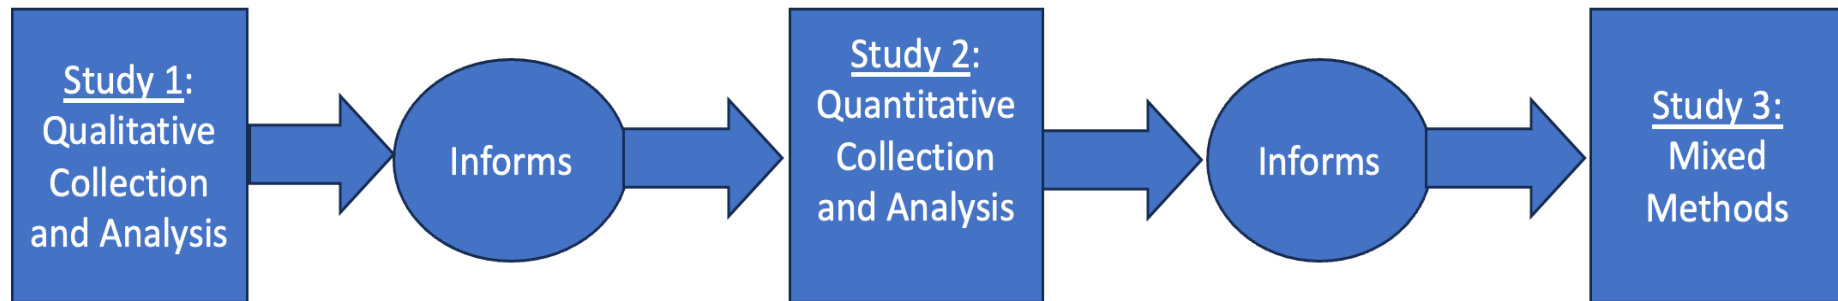 Study 1:
Qualitative
Collection
and Analysis
Informs
Study 2:
Quantitative
Collection
and Analysis
Informs
Study 3:
Mixed
Methods